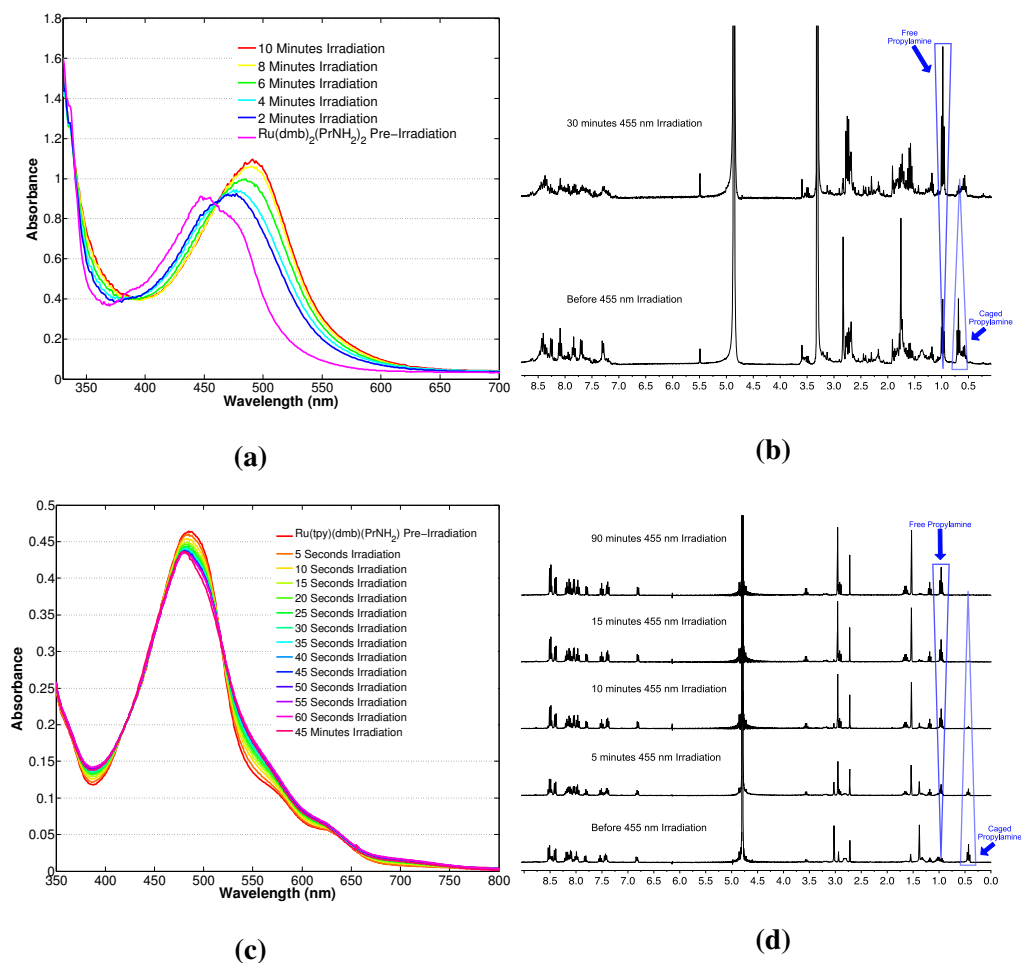 1.8
1.6
1.4
1.2
1
0.8
0.6
0.4
0.2
0
Absorbance
10 Minutes Irradiation
8 Minutes Irradiation
6 Minutes Irradiation
4 Minutes Irradiation
2 Minutes Irradiation
Ru(dmb)₂(PrNH₂)₂ Pre−Irradiation
350 400 450 500 550 600 650 700
Wavelength (nm)
(a)
Free
Propylamine
30 minutes 455 nm Irradiation
Before 455 nm Irradiation
Caged
Propylamine
8.5 8.0 7.5 7.0 6.5 6.0 5.5 5.0 4.5 4.0 3.5 3.0 2.5 2.0 1.5 1.0 0.5
(b)
0.5
0.45
0.4
0.35
0.3
0.25
0.2
0.15
0.1
0.05
0
Absorbance
Ru(tpy)(dmb)(PrNH₂) Pre−Irradiation
5 Seconds Irradiation
10 Seconds Irradiation
15 Seconds Irradiation
20 Seconds Irradiation
25 Seconds Irradiation
30 Seconds Irradiation
35 Seconds Irradiation
40 Seconds Irradiation
45 Seconds Irradiation
50 Seconds Irradiation
55 Seconds Irradiation
60 Seconds Irradiation
45 Minutes Irradiation
350 400 450 500 550 600 650 700 750 800
Wavelength (nm)
(c)
Free Propylamine
90 minutes 455 nm Irradiation
15 minutes 455 nm Irradiation
10 minutes 455 nm Irradiation
5 minutes 455 nm Irradiation
Before 455 nm Irradiation
Caged
Propylamine
9.0 8.5 8.0 7.5 7.0 6.5 6.0 5.5 5.0 4.5 4.0 3.5 3.0 2.5 2.0 1.5 1.0 0.5 0.0
(d)